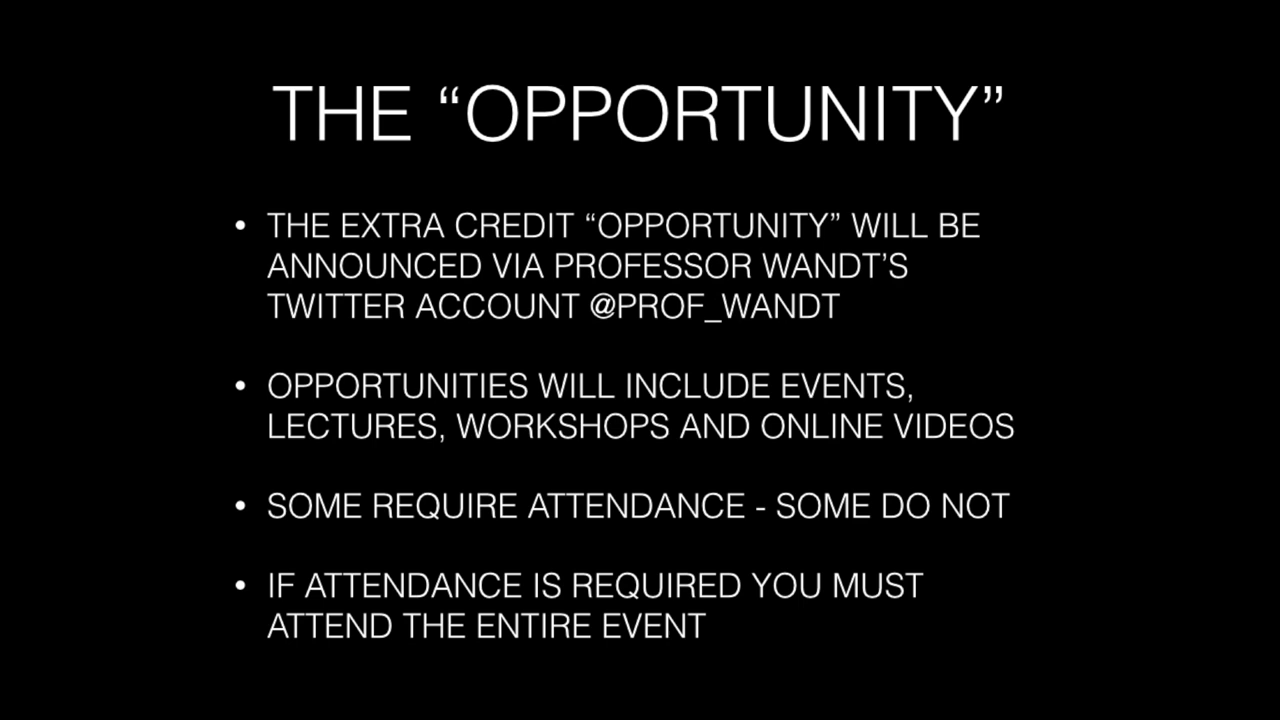 THE “OPPORTUNITY”
• THE EXTRA CREDIT “OPPORTUNITY” WILL BE
ANNOUNCED VIA PROFESSOR WANDT’S
TWITTER ACCOUNT @PROF_WANDT
• OPPORTUNITIES WILL INCLUDE EVENTS,
LECTURES, WORKSHOPS AND ONLINE VIDEOS
• SOME REQUIRE ATTENDANCE - SOME DO NOT
• IF ATTENDANCE IS REQUIRED YOU MUST
ATTEND THE ENTIRE EVENT